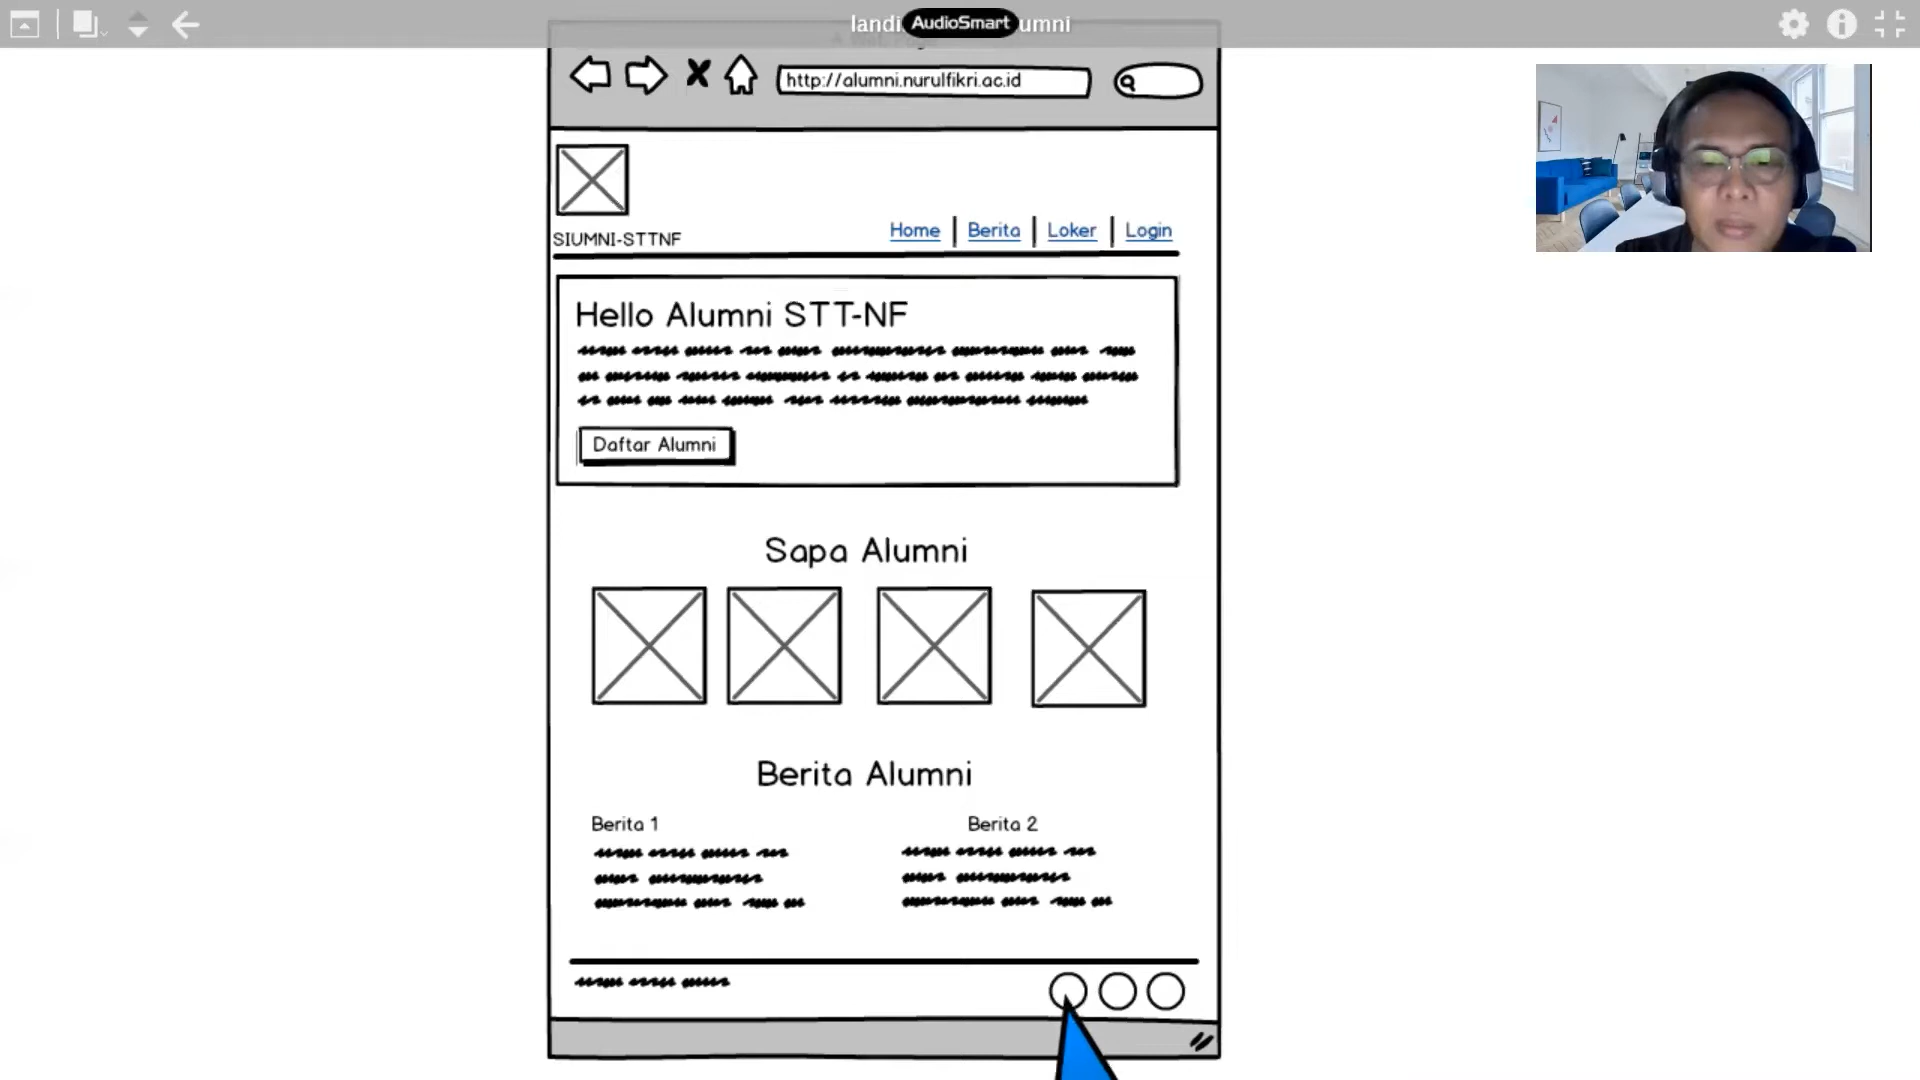 landi
AudioSmart
umni
http://alumni.nurulfikri.ac.id
SIUMNI-STTNF
Home
Berita
Loker
Login
Hello Alumni STT-NF
Daftar Alumni
Sapa Alumni
Berita Alumni
Berita 1
Berita 2